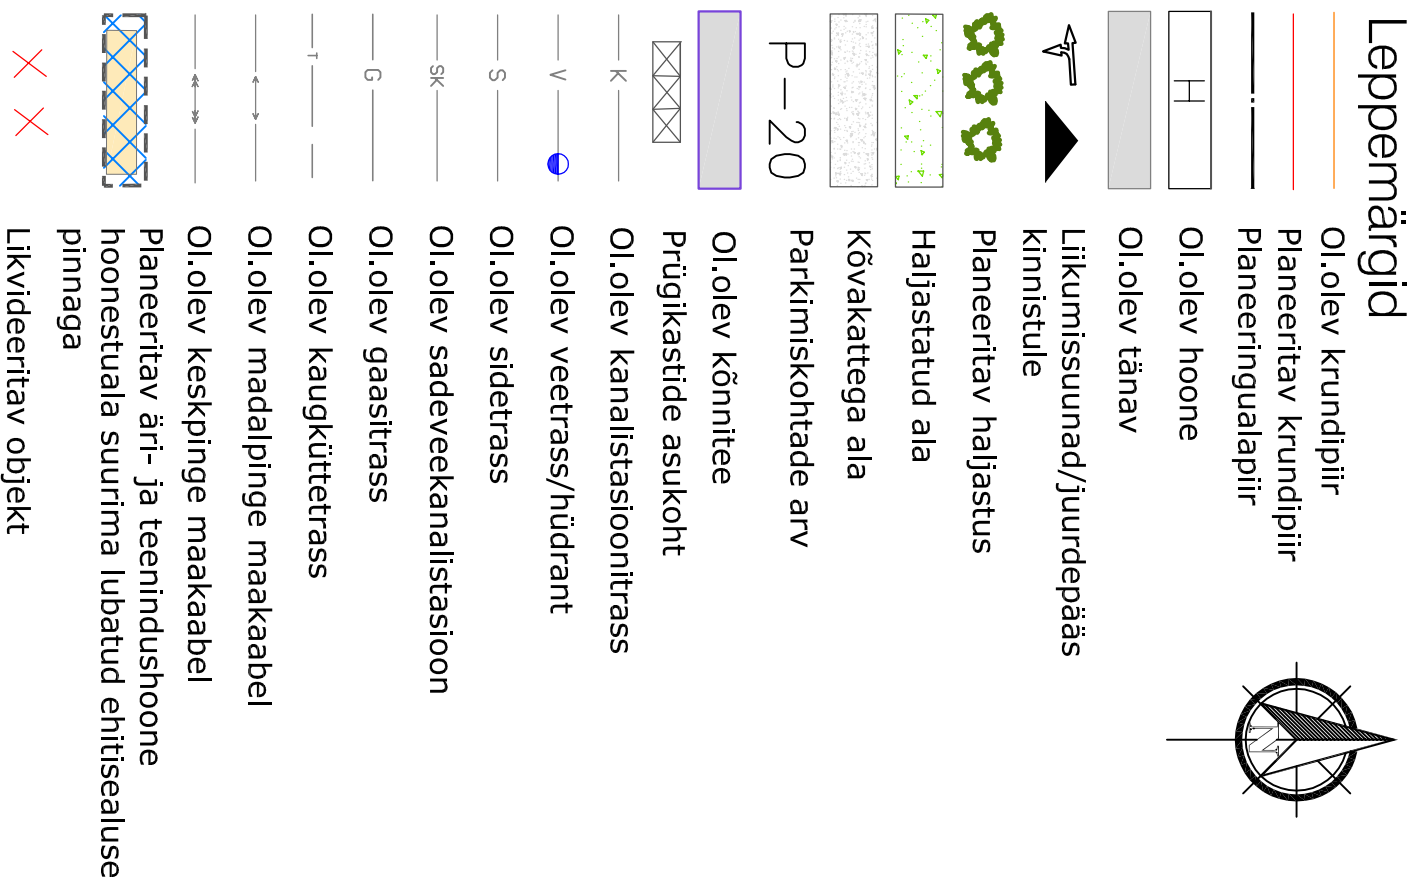 Leppemärgid
Ol.olev krundipiir
Planeeritav krundipiir
Planeeringualapiir
H
Ol.olev hoone
Ol.olev tänav
Liikumissuunad/juurdepääs
kinnistule
Planeeritav haljastus
Haljastatud ala
Kõvakattega ala
P-20
Parkimiskohtade arv
Ol.olev kõnnitee
Prügikastide asukoht
K
Ol.olev kanalistasioonitrass
V
Ol.olev veetrass/hüdrant
S
Ol.olev sidetrass
SK
Ol.olev sadeveekanalistasioon
G
Ol.olev gaasitrass
T
Ol.olev kaugküttetrass
Ol.olev madalpinge maakaabel
Ol.olev keskpinge maakaabel
Planeeritav äri- ja teenindushoone
hoonestuala suurima lubatud ehitisealuse
pinnaga
Likvideeritav objekt
N